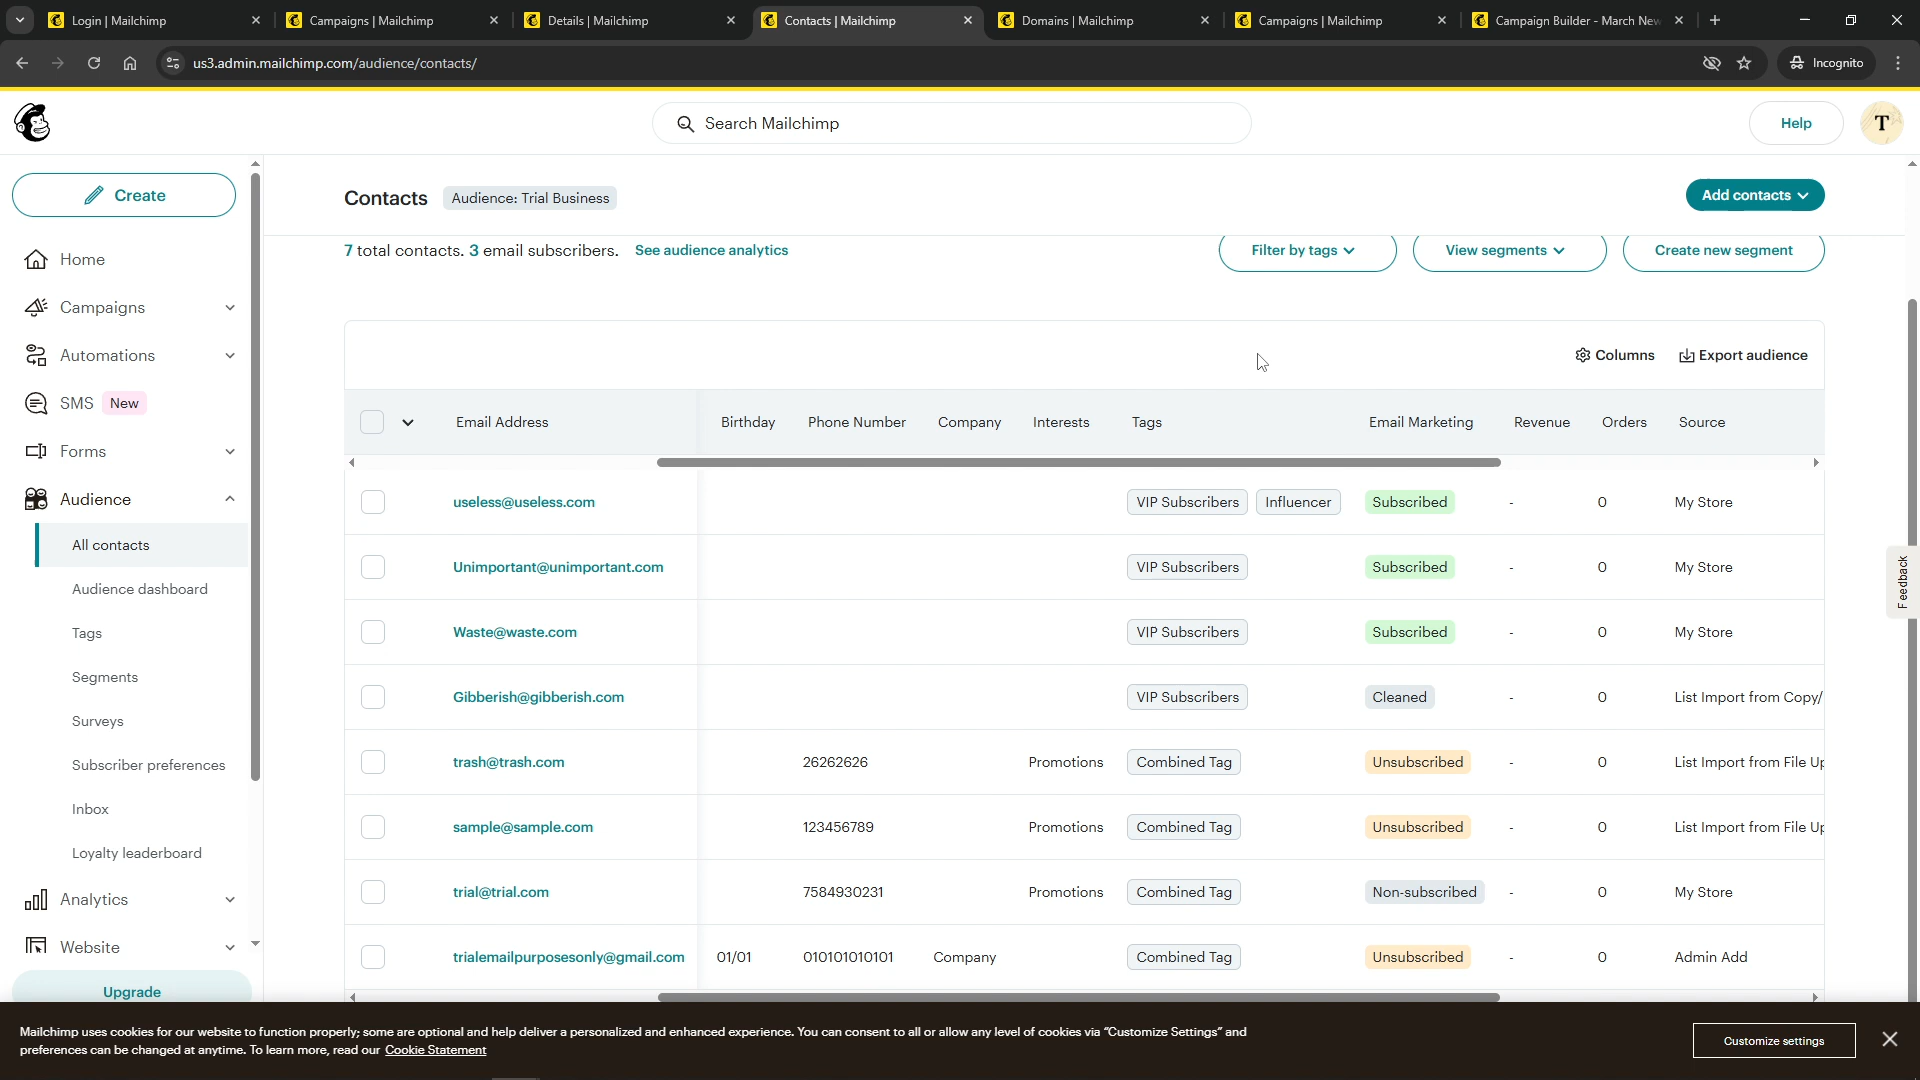 Login | Mailchimp
Campaigns | Mailchimp
Details | Mailchimp
Contacts | Mailchimp
Domains | Mailchimp
Campaigns | Mailchimp
Campaign Builder - March New
us3.admin.mailchimp.com/audience/contacts/
Incognito
Search Mailchimp
Help
T
Create
Home
Campaigns
Automations
SMS New
Forms
Audience
All contacts
Audience dashboard
Tags
Segments
Surveys
Subscriber preferences
Inbox
Loyalty leaderboard
Analytics
Website
Upgrade
Contacts Audience: Trial Business
Add contacts
7 total contacts. 3 email subscribers. See audience analytics
Filter by tags View segments Create new segment
Columns Export audience
Email Address Birthday Phone Number Company Interests Tags Email Marketing Revenue Orders Source
useless@useless.com VIP Subscribers Influencer Subscribed - 0 My Store
Unimportant@unimportant.com VIP Subscribers Subscribed - 0 My Store
Waste@waste.com VIP Subscribers Subscribed - 0 My Store
Gibberish@gibberish.com VIP Subscribers Cleaned - 0 List Import from Copy/
trash@trash.com 26262626 Promotions Combined Tag Unsubscribed - 0 List Import from File Up
sample@sample.com 123456789 Promotions Combined Tag Unsubscribed - 0 List Import from File Up
trial@trial.com 7584930231 Promotions Combined Tag Non-subscribed - 0 My Store
trialemailpurposesonly@gmail.com 01/01 010101010101 Company Combined Tag Unsubscribed - 0 Admin Add
Feedback
Mailchimp uses cookies for our website to function properly; some are optional and help deliver a personalized and enhanced experience. You can consent to all or allow any level of cookies via "Customize Settings" and
preferences can be changed at anytime. To learn more, read our Cookie Statement
Customize settings